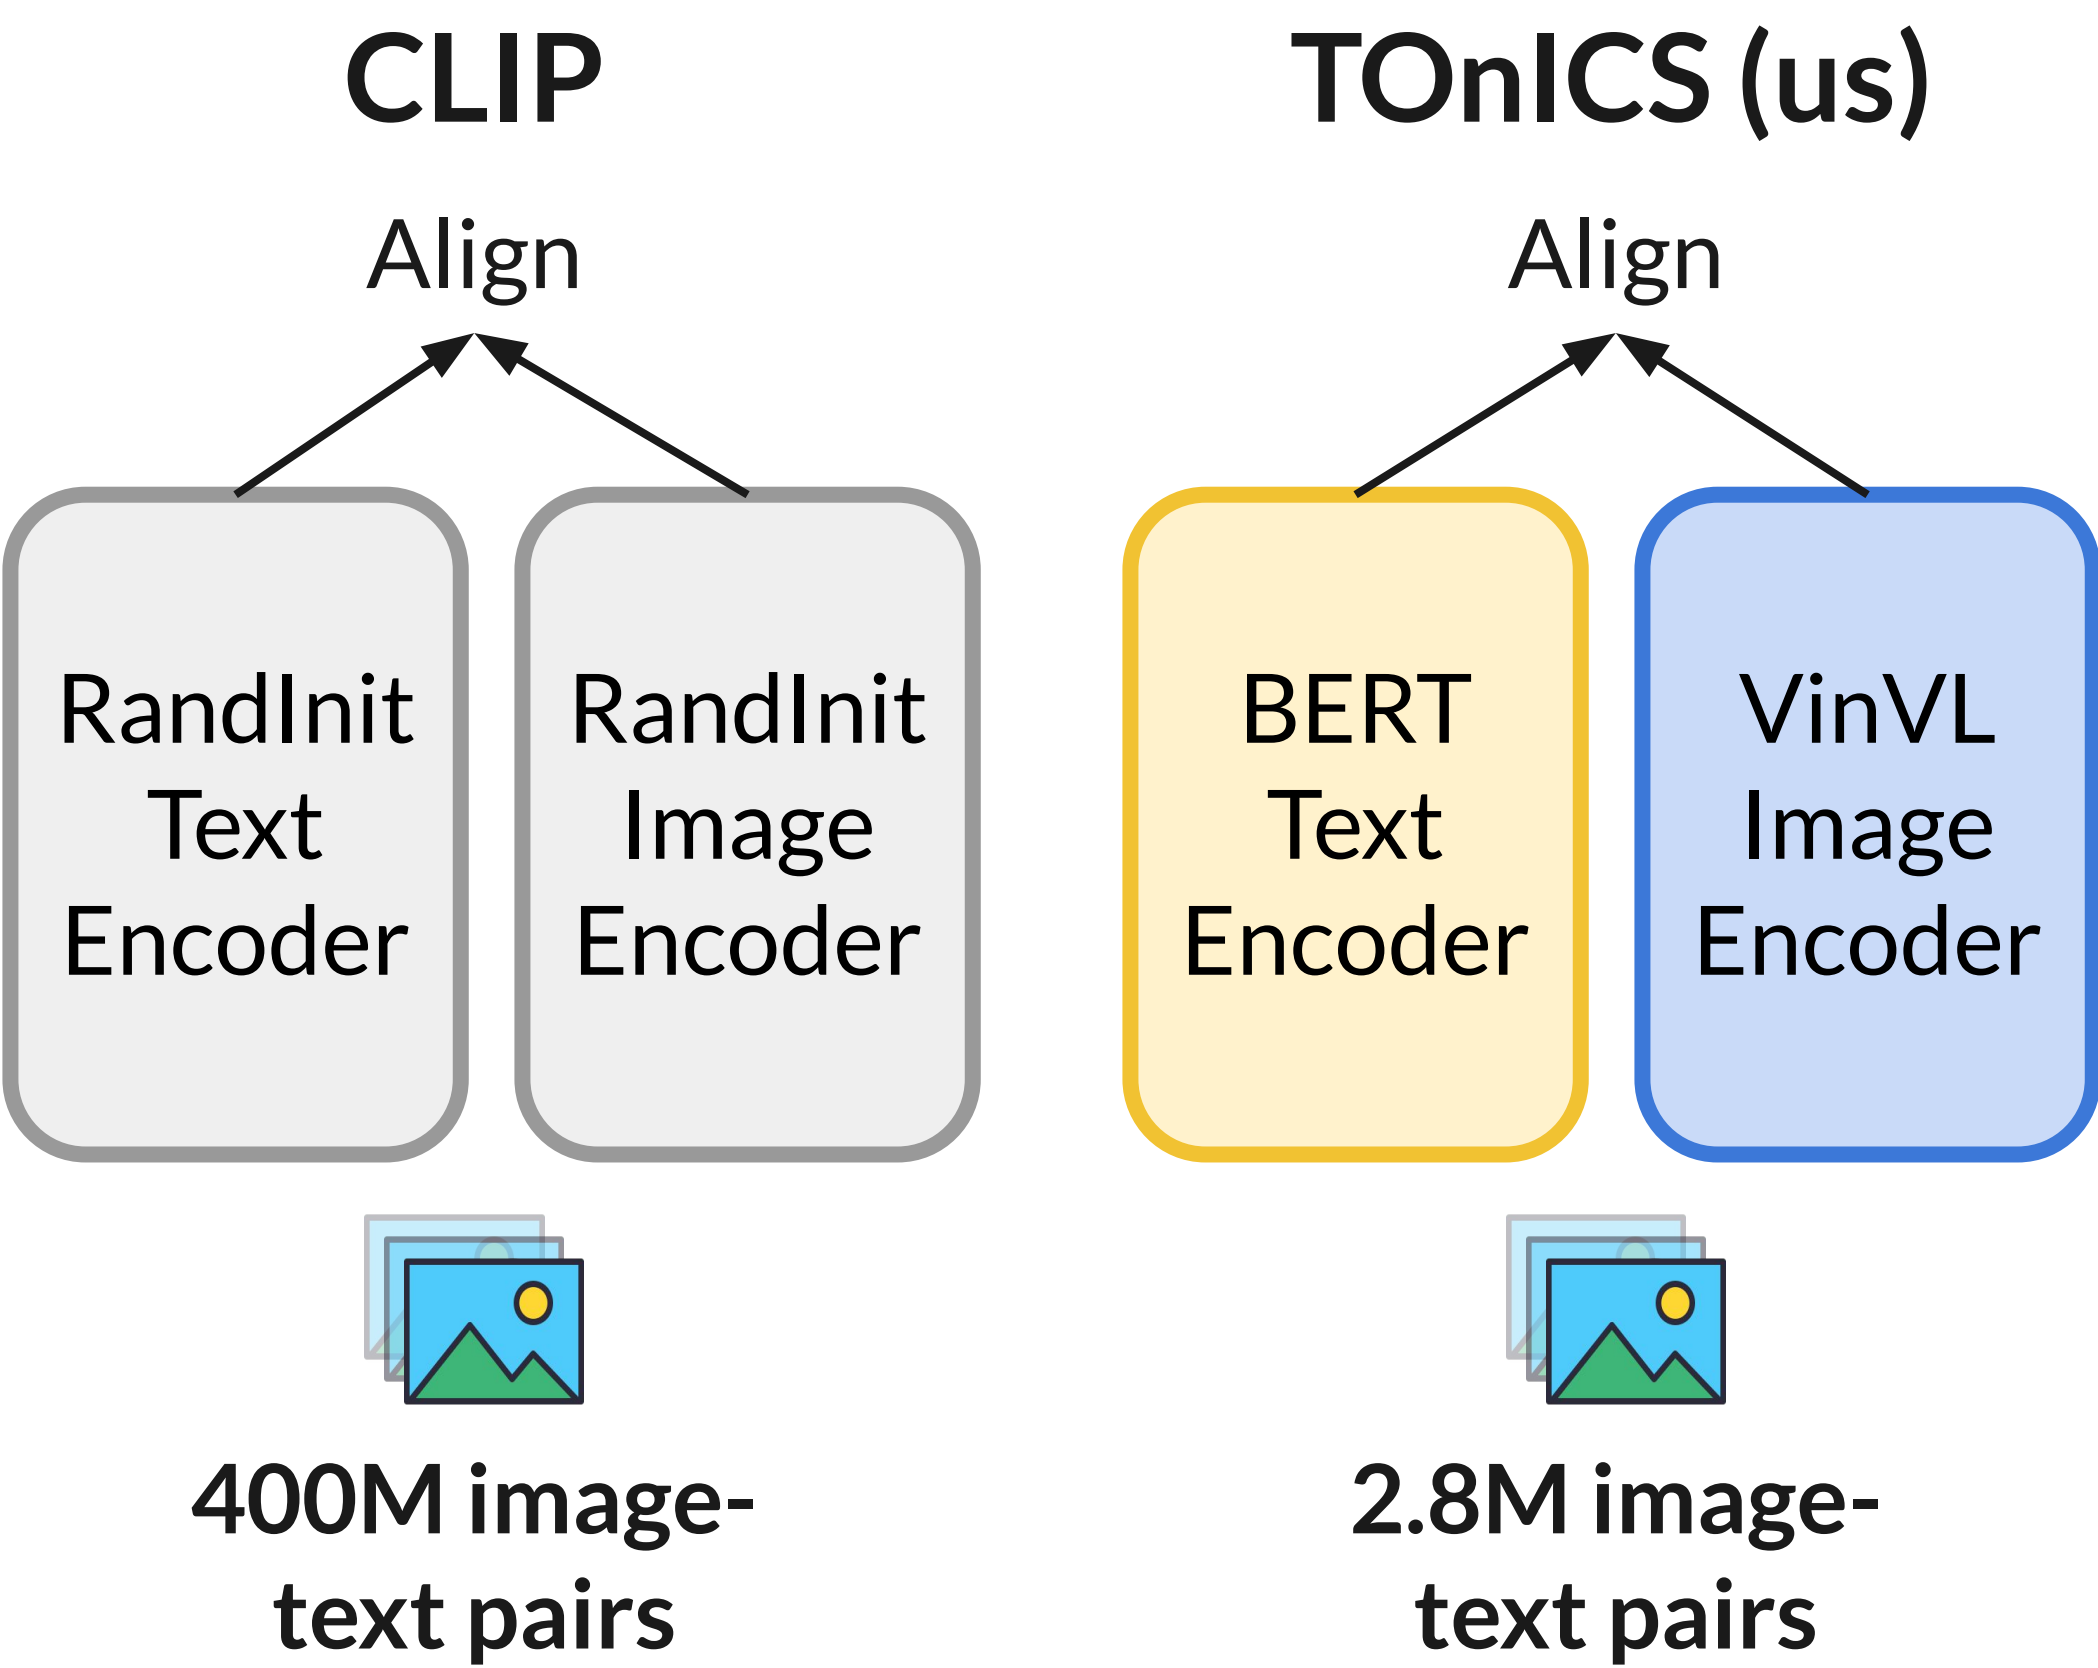 CLIP
Align
RandInit
Text
Encoder
RandInit
Image
Encoder
400M image-
text pairs
TOnICS (us)
Align
BERT
Text
Encoder
VinVL
Image
Encoder
2.8M image-
text pairs